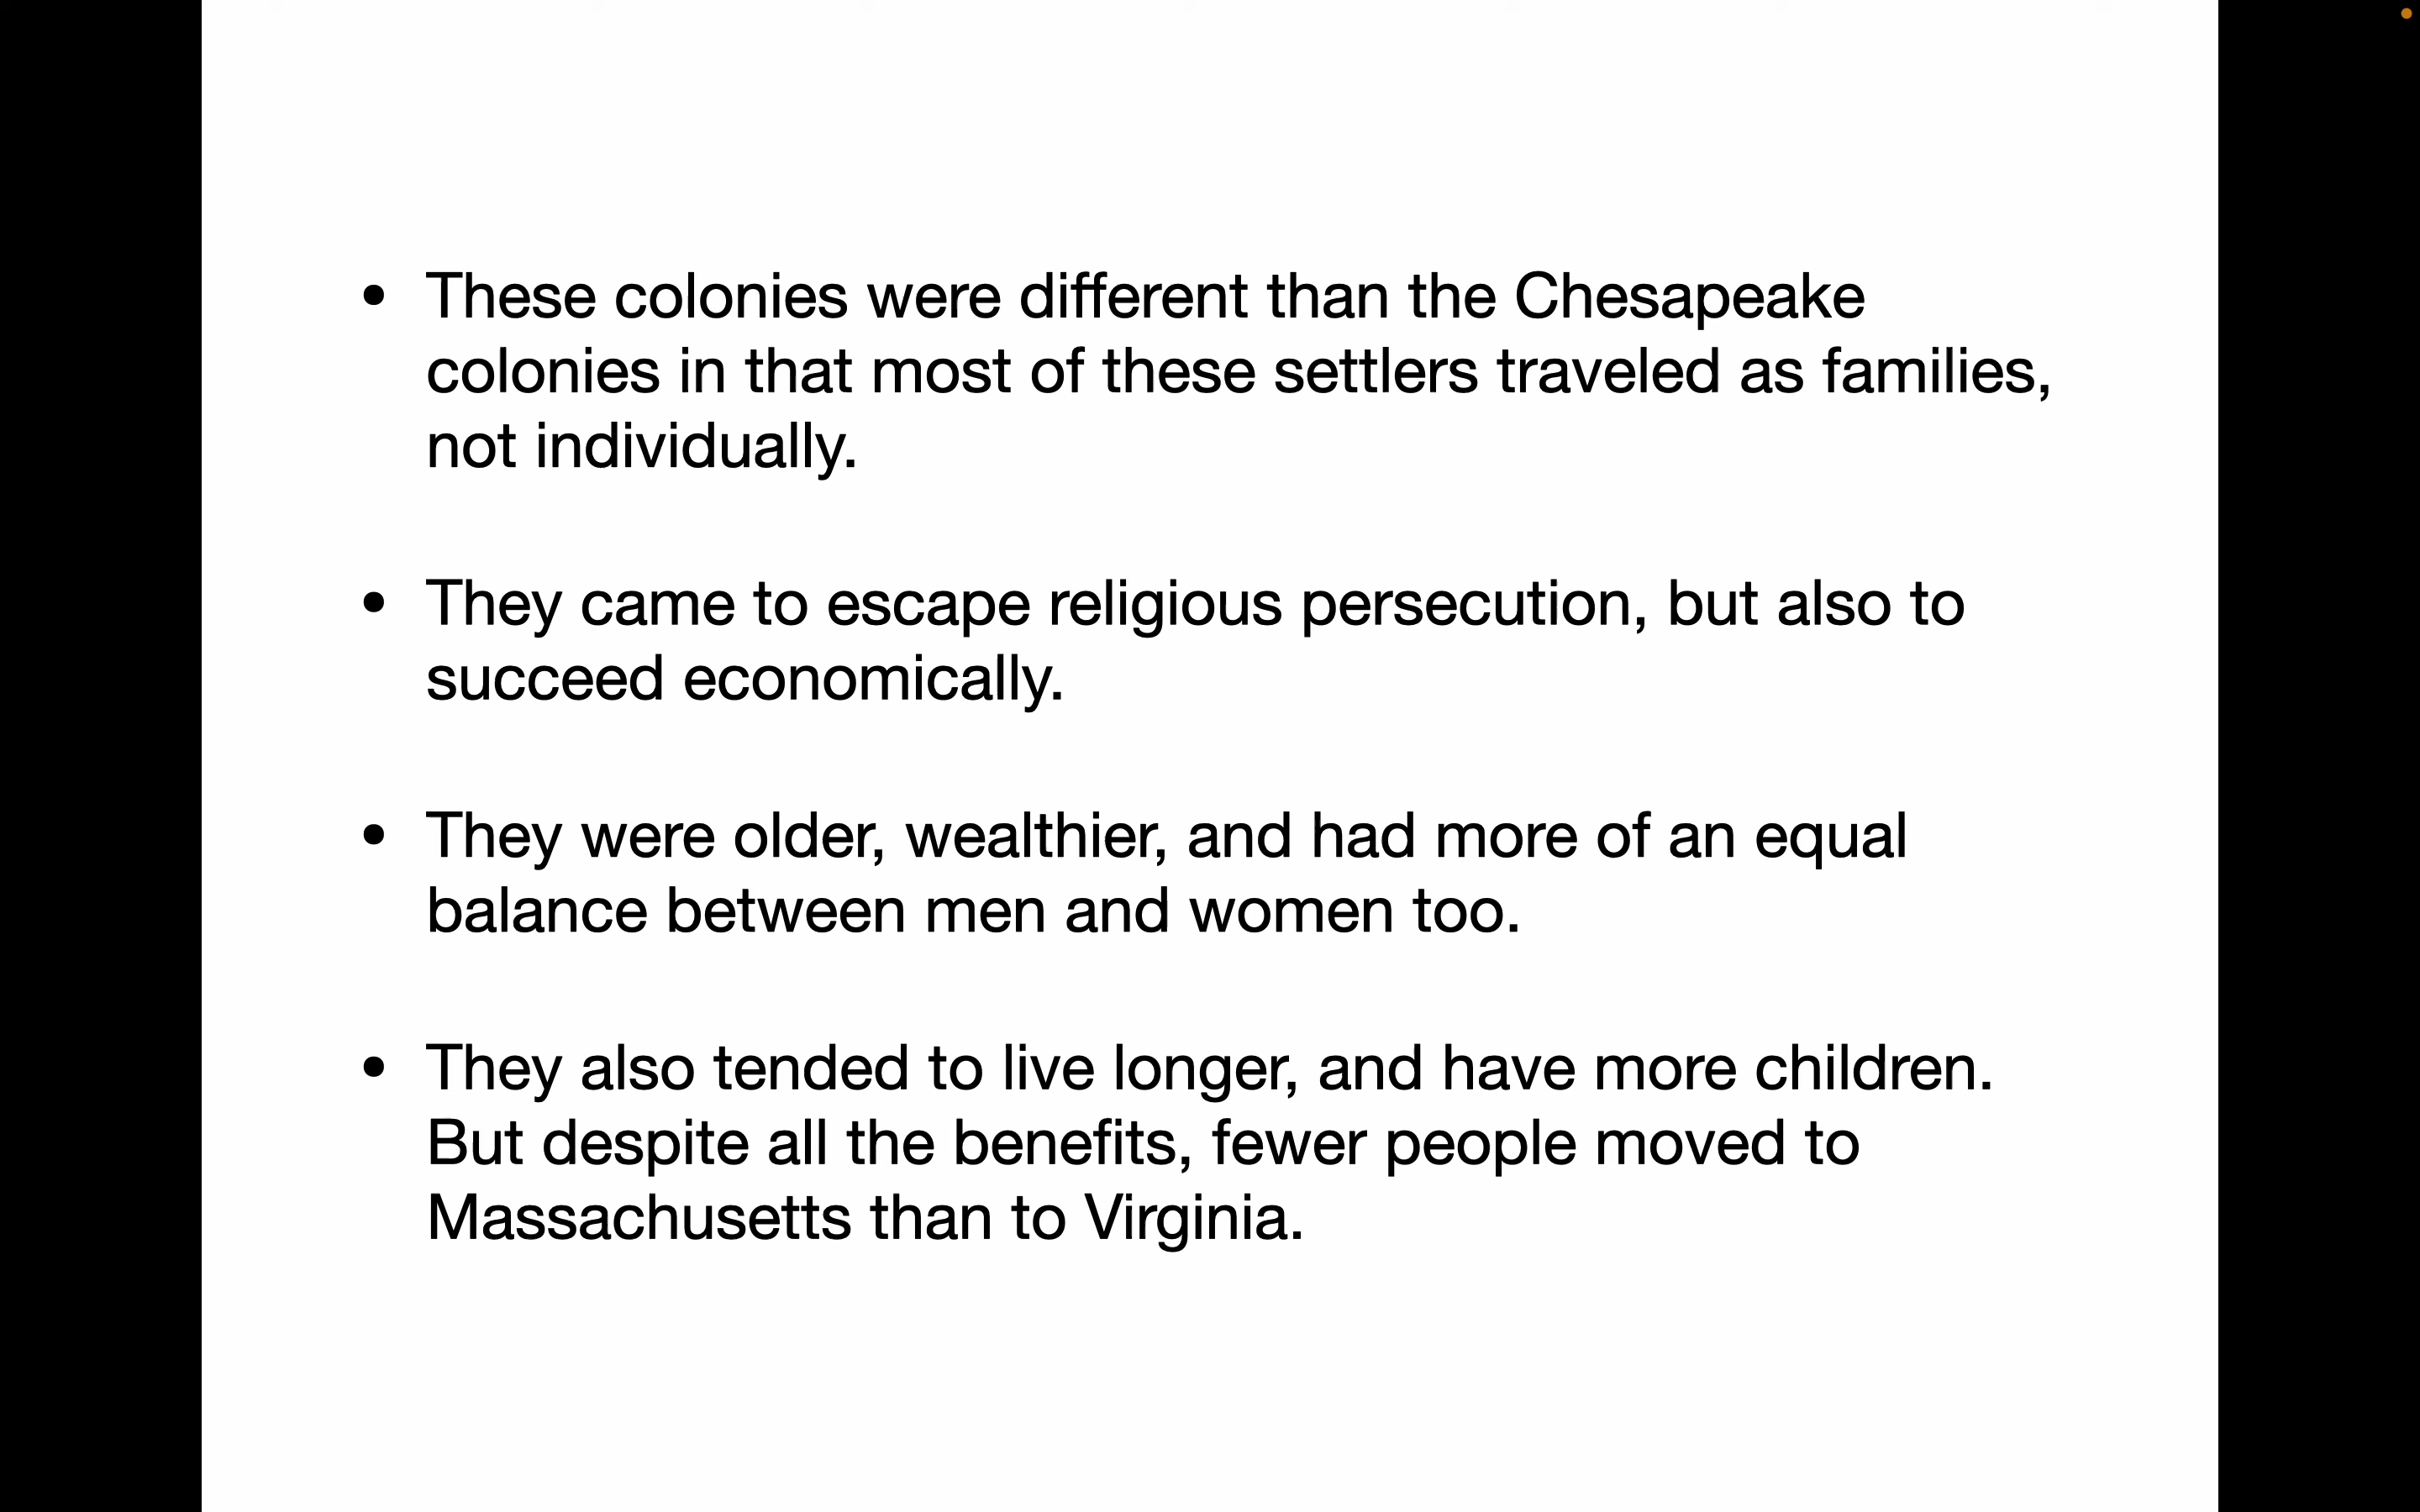 • These colonies were different than the Chesapeake
colonies in that most of these settlers traveled as families,
not individually.
• They came to escape religious persecution, but also to
succeed economically.
• They were older, wealthier, and had more of an equal
balance between men and women too.
• They also tended to live longer, and have more children.
But despite all the benefits, fewer people moved to
Massachusetts than to Virginia.